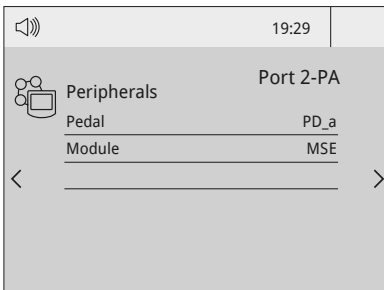 19:29
Port 2-PA
Peripherals
Pedal PD_a
Module MSE